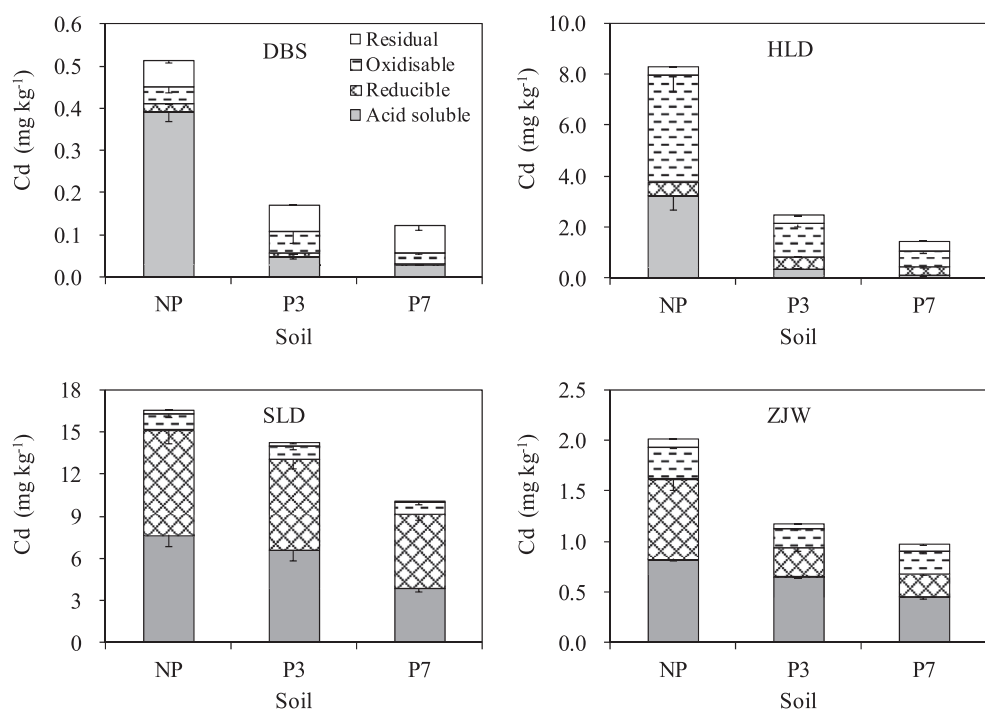 DBS
Cd (mg kg-1)
0.6
0.5
0.4
0.3
0.2
0.1
0.0
Residual
Oxidisable
Reducible
Acid soluble
NP P3 P7
Soil
HLD
Cd (mg kg-1)
10.0
8.0
6.0
4.0
2.0
0.0
NP P3 P7
Soil
SLD
Cd (mg kg-1)
18
15
12
9
6
3
0
NP P3 P7
Soil
ZJW
Cd (mg kg-1)
2.5
2.0
1.5
1.0
0.5
0.0
NP P3 P7
Soil